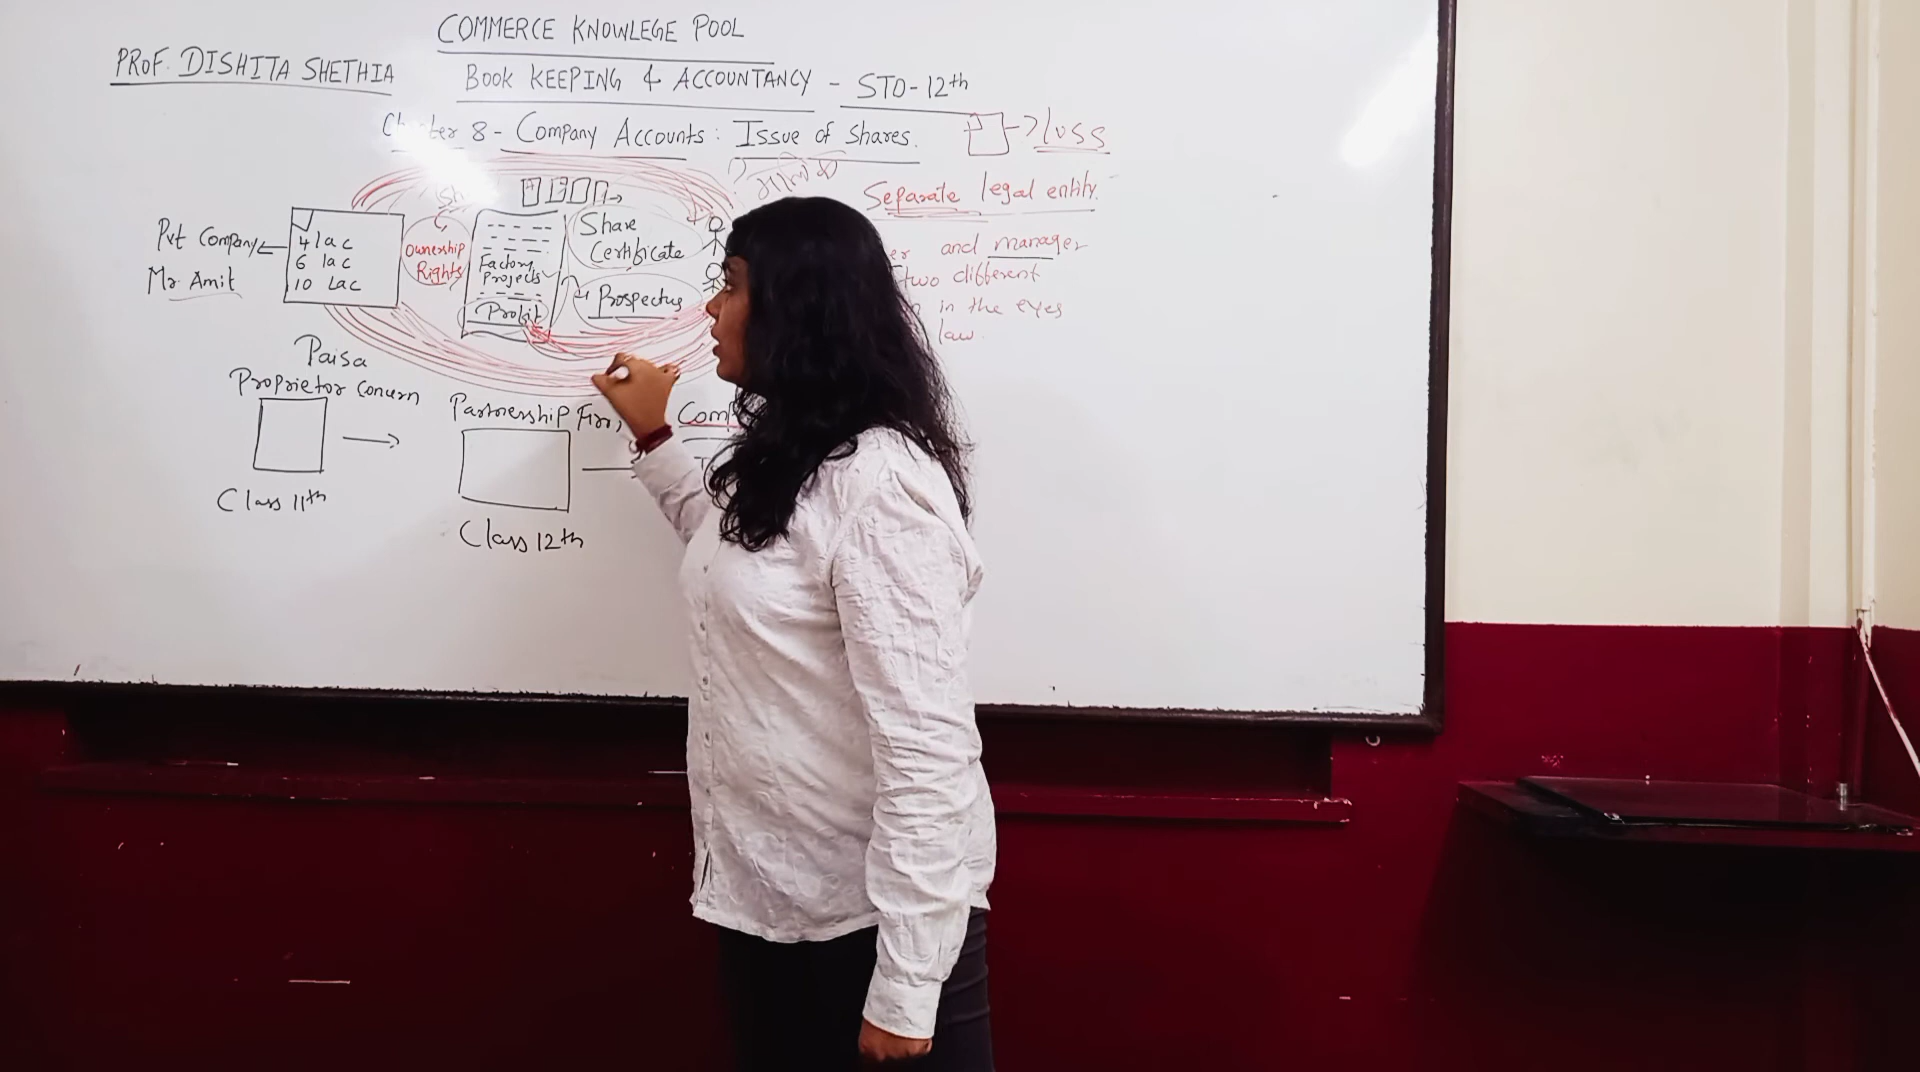 COMMERCE KNOWLEGE POOL
PROF. DISHITA SHETHIA
BOOK KEEPING & ACCOUNTANCY - STD-12th
Chapter 8 - Company Accounts: Issue of Shares.
Loss
मालिक
Separate legal entity.
Pvt Company
Mr. Amit
4 lac
6 lac
10 Lac
Ownership
Rights
Factory
Projects
Profit
Share
Certificate
Prospectus
and manager
two different
in the eyes
law.
Paisa
Proprietor Concern
Class 11th
Partnership Firm
Class 12th